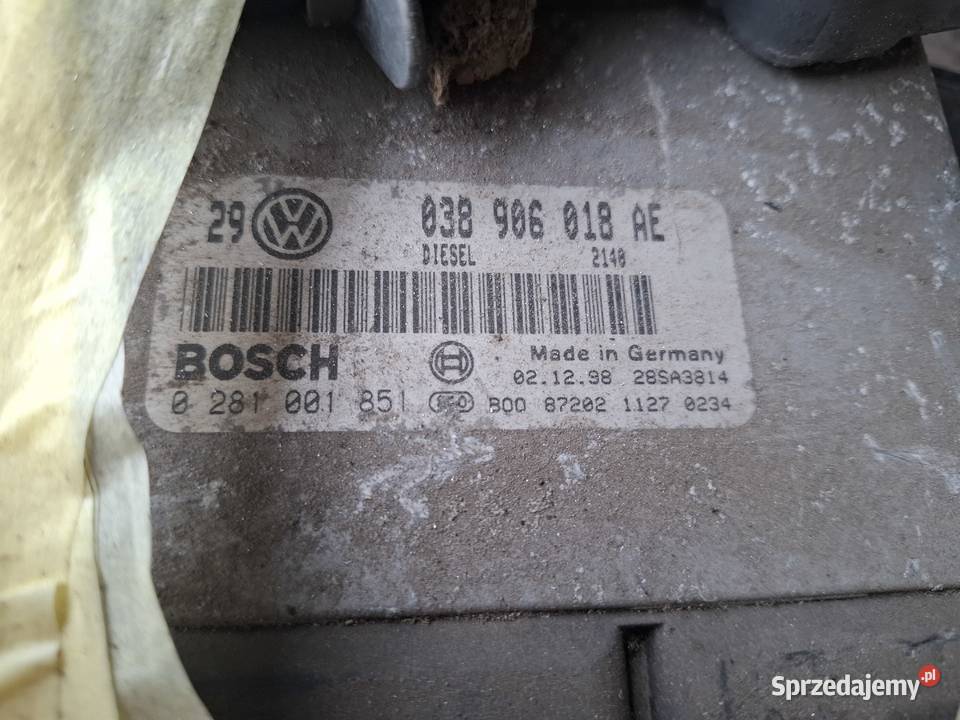 29 VW 038 906 018 AE
DIESEL 2140
BOSCH Made in Germany
02.12.98 28SA3814
0 281 001 851 B00 87202 1127 0234
Sprzedajemy.pl